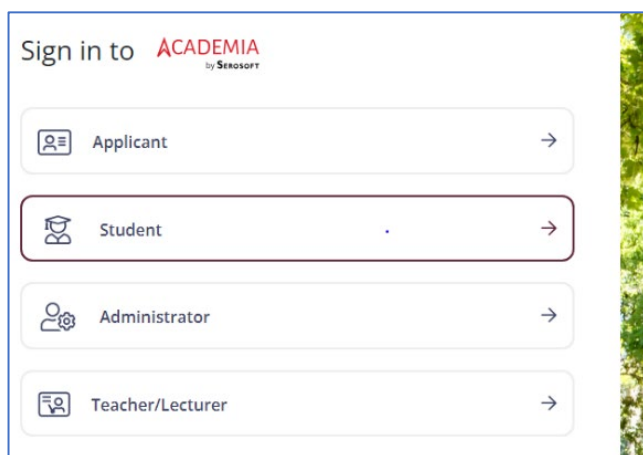 Sign in to ACADEMIA
by SEROSOFT
Applicant
Student
Administrator
Teacher/Lecturer